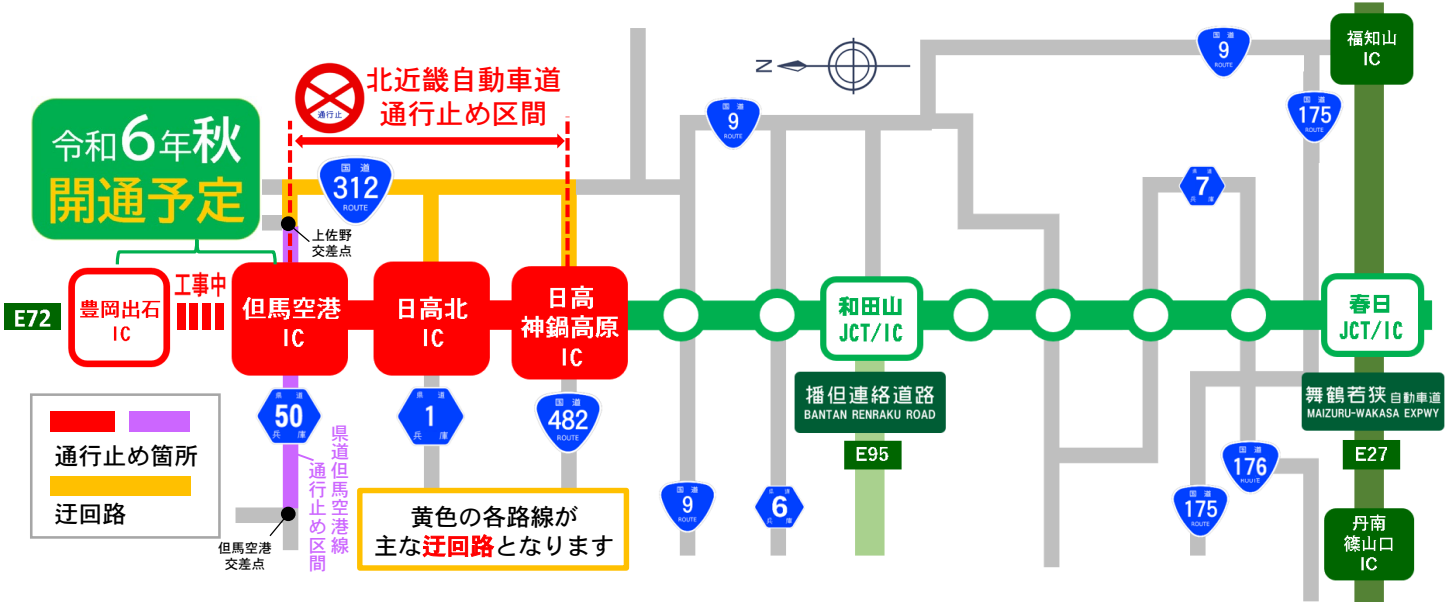 北近畿自動車道
通行止め区間
通行止
令和6年秋
開通予定
国道
312
ROUTE
上佐野
交差点
N
国道
9
ROUTE
国道
9
ROUTE
国道
175
ROUTE
県道
7
兵庫
福知山
IC
E72
豊岡出石
IC
工事中
但馬空港
IC
日高北
IC
日高
神鍋高原
IC
和田山
JCT/IC
春日
JCT/IC
県道
50
兵庫
県道
1
兵庫
国道
482
ROUTE
播但連絡道路
BANTAN RENRAKU ROAD
E95
舞鶴若狭自動車道
MAIZURU-WAKASA EXPWY
E27
通行止め箇所
迂回路
県道但馬空港線
通行止め区間
但馬空港
交差点
黄色の各路線が
主な迂回路となります
国道
9
ROUTE
6
兵庫
国道
175
ROUTE
国道
176
ROUTE
丹南
篠山口
IC